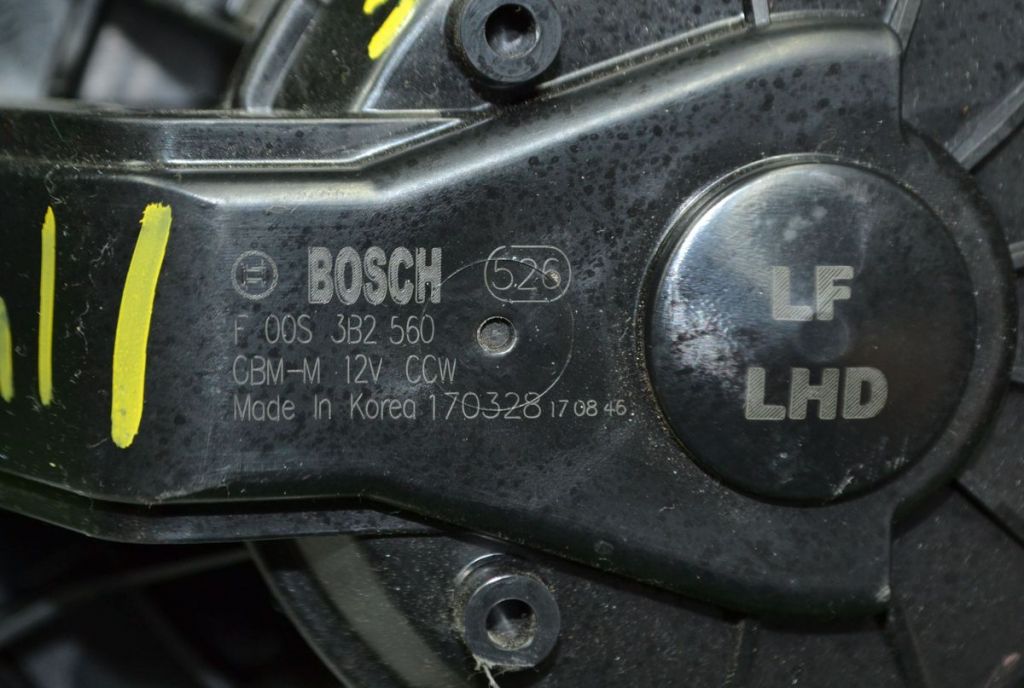 BOSCH 526
F 00S 3B2 560
CBM-M 12V CCW
Made In Korea 170328 17 08 46
LF
LHD